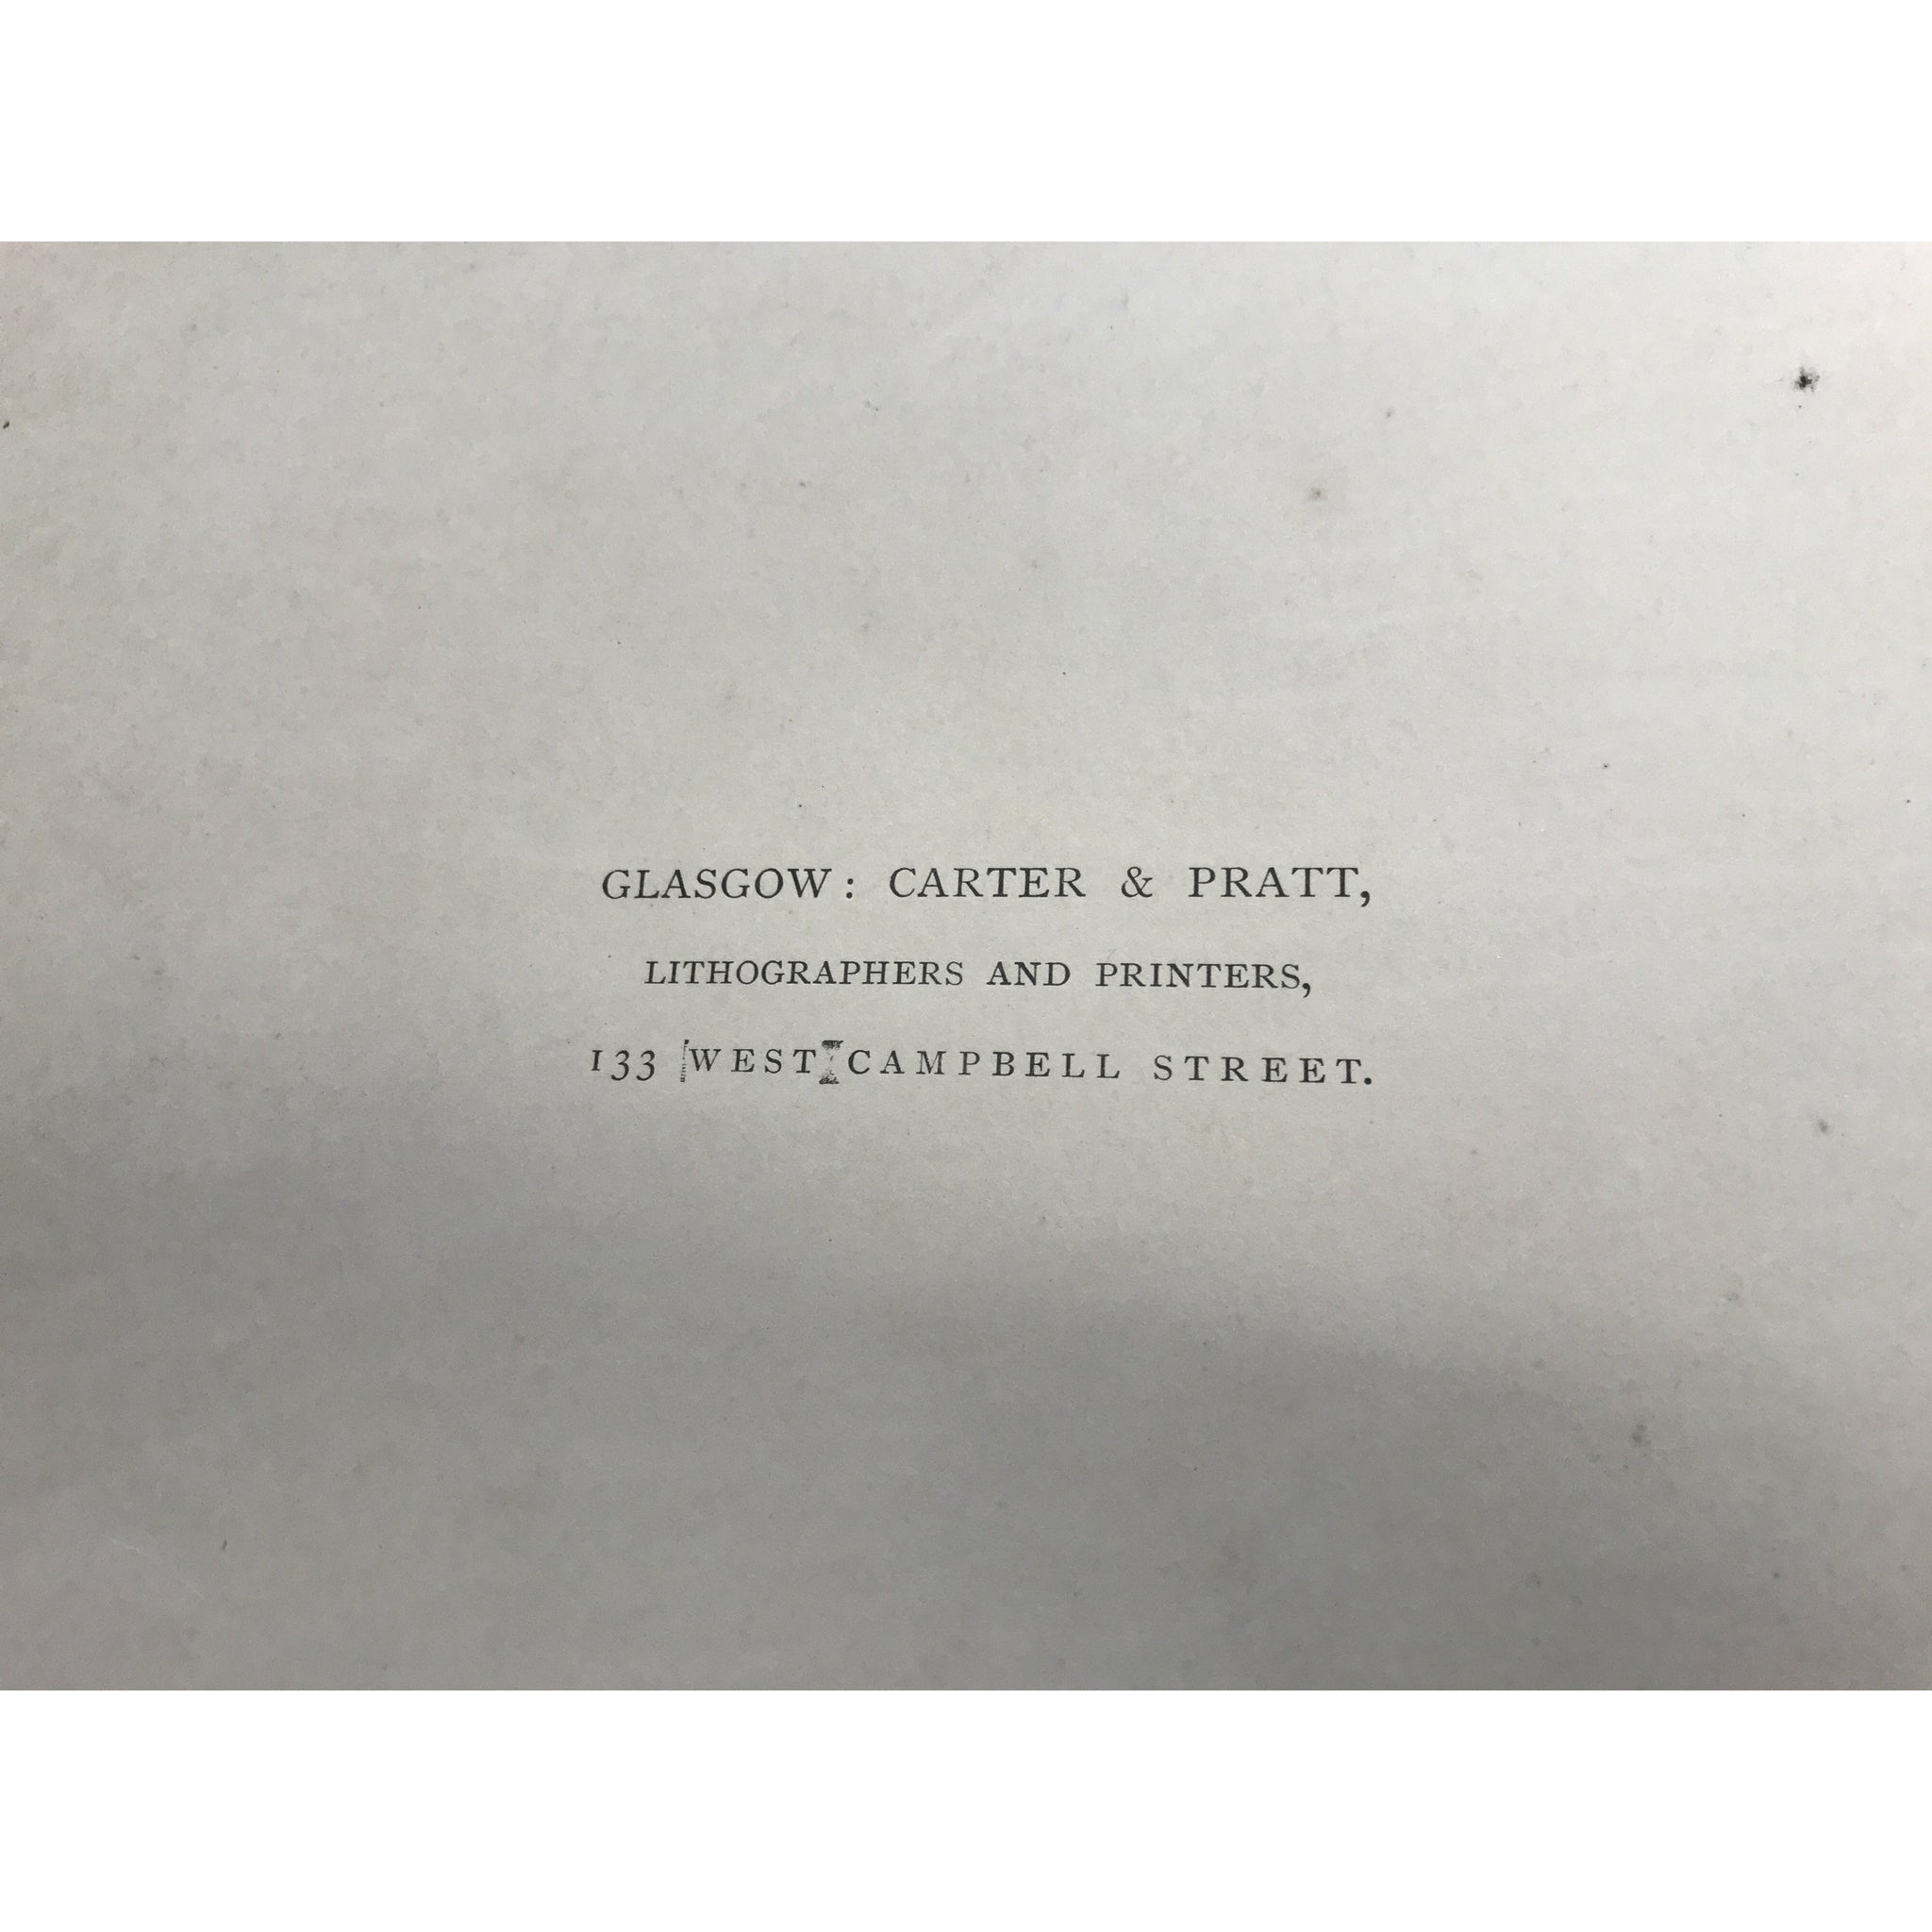 GLASGOW: CARTER & PRATT,
LITHOGRAPHERS AND PRINTERS,
133 WEST CAMPBELL STREET.